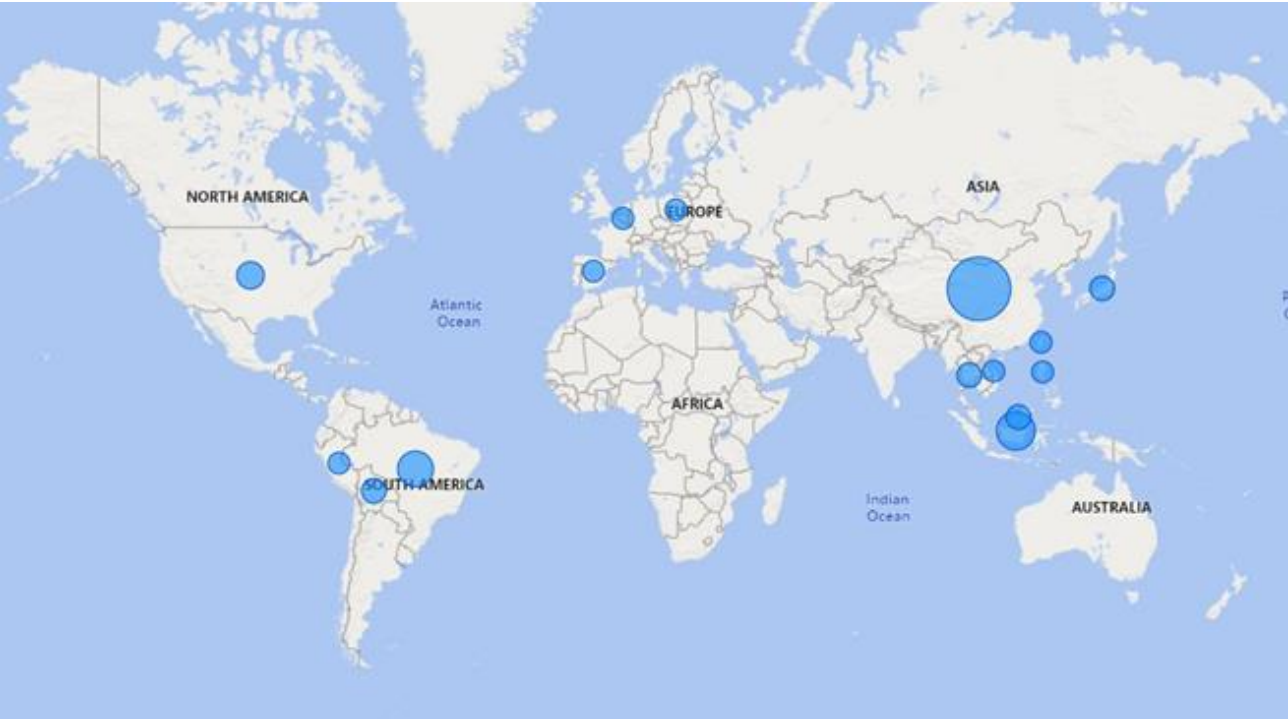 ASIA
NORTH AMERICA
EUROPE
Atlantic
Ocean
AFRICA
SOUTH AMERICA
Indian
Ocean
AUSTRALIA